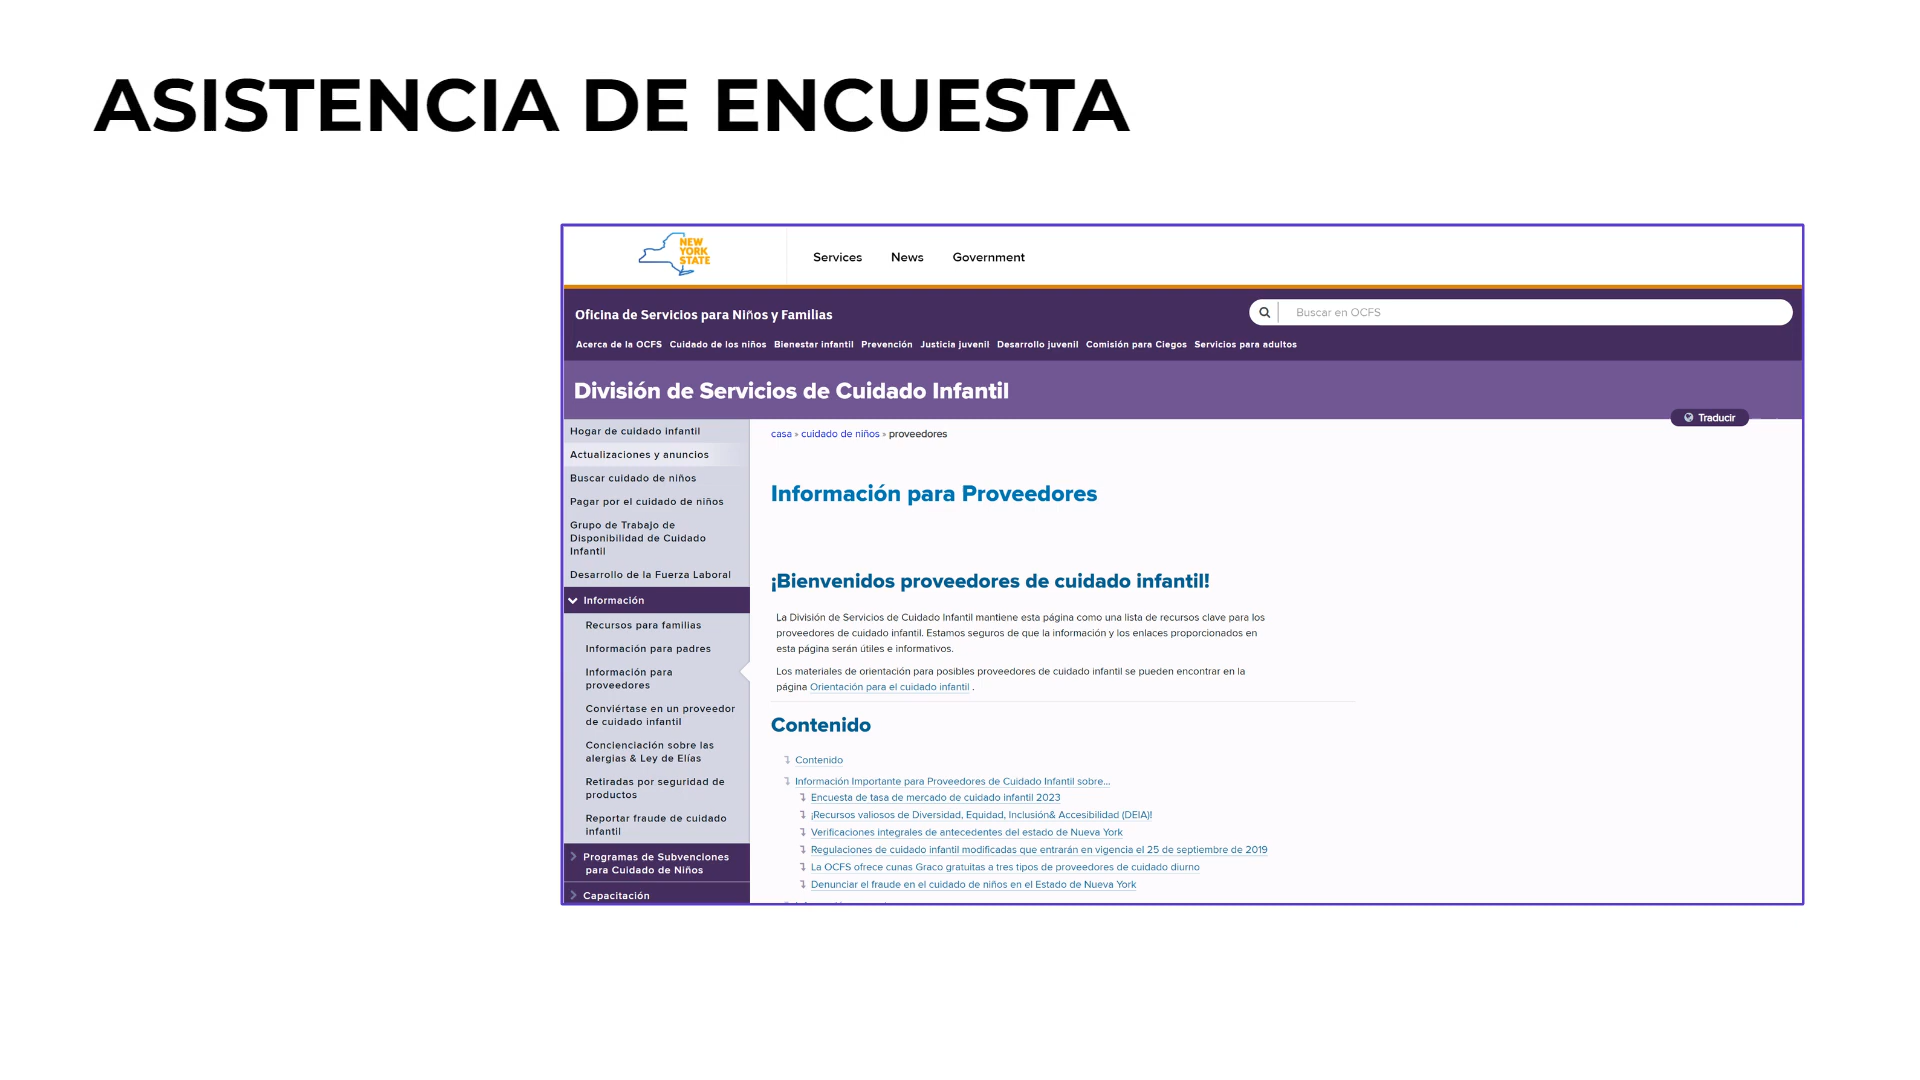 ASISTENCIA DE ENCUESTA
NEW
YORK
STATE
Services News Government
Oficina de Servicios para Niños y Familias
Buscar en OCFS
Acerca de la OCFS Cuidado de los niños Bienestar infantil Prevención Justicia juvenil Desarrollo juvenil Comisión para Ciegos Servicios para adultos
División de Servicios de Cuidado Infantil
Traducir
Hogar de cuidado infantil
Actualizaciones y anuncios
Buscar cuidado de niños
Pagar por el cuidado de niños
Grupo de Trabajo de
Disponibilidad de Cuidado
Infantil
Desarrollo de la Fuerza Laboral
Información
Recursos para familias
Información para padres
Información para
proveedores
Conviértase en un proveedor
de cuidado infantil
Concienciación sobre las
alergias & Ley de Elías
Retiradas por seguridad de
productos
Reportar fraude de cuidado
infantil
Programas de Subvenciones
para Cuidado de Niños
Capacitación
casa » cuidado de niños » proveedores
Información para Proveedores
¡Bienvenidos proveedores de cuidado infantil!
La División de Servicios de Cuidado Infantil mantiene esta página como una lista de recursos clave para los
proveedores de cuidado infantil. Estamos seguros de que la información y los enlaces proporcionados en
esta página serán útiles e informativos.
Los materiales de orientación para posibles proveedores de cuidado infantil se pueden encontrar en la
página Orientación para el cuidado infantil .
Contenido
Contenido
Información Importante para Proveedores de Cuidado Infantil sobre...
Encuesta de tasa de mercado de cuidado infantil 2023
¡Recursos valiosos de Diversidad, Equidad, Inclusión& Accesibilidad (DEIA)!
Verificaciones integrales de antecedentes del estado de Nueva York
Regulaciones de cuidado infantil modificadas que entrarán en vigencia el 25 de septiembre de 2019
La OCFS ofrece cunas Graco gratuitas a tres tipos de proveedores de cuidado diurno
Denunciar el fraude en el cuidado de niños en el Estado de Nueva York